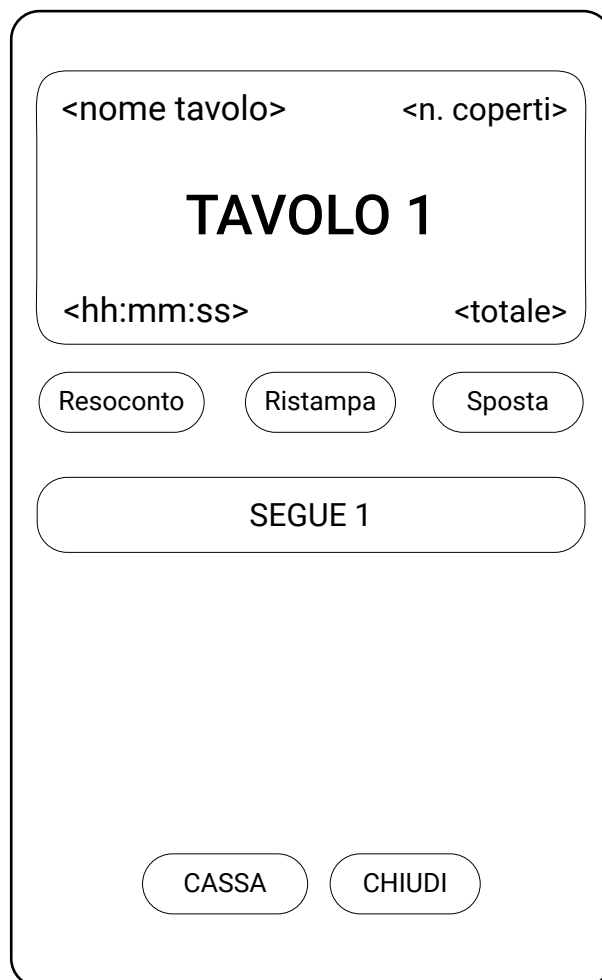 <nome tavolo> <n. coperti>
TAVOLO 1
<hh:mm:ss> <totale>
Resoconto Ristampa Sposta
SEGUE 1
CASSA CHIUDI